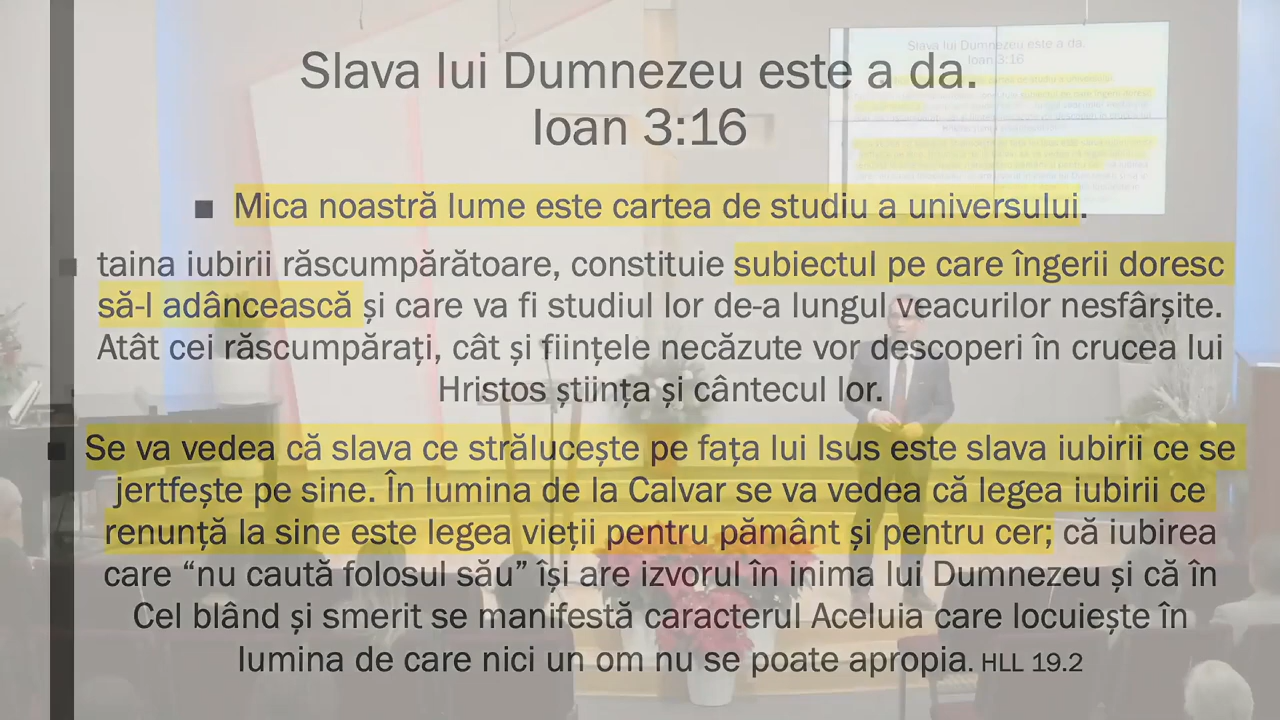 Slava lui Dumnezeu este a da.
Ioan 3:16
■ Mica noastră lume este cartea de studiu a universului.
■ taina iubirii răscumpărătoare, constituie subiectul pe care îngerii doresc
să-l adâncească și care va fi studiul lor de-a lungul veacurilor nesfârșite.
Atât cei răscumpărați, cât și ființele necăzute vor descoperi în crucea lui
Hristos știința și cântecul lor.
■ Se va vedea că slava ce strălucește pe fața lui Isus este slava iubirii ce se
jertfește pe sine. În lumina de la Calvar se va vedea că legea iubirii ce
renunță la sine este legea vieții pentru pământ și pentru cer; că iubirea
care “nu caută folosul său” își are izvorul în inima lui Dumnezeu și că în
Cel blând și smerit se manifestă caracterul Aceluia care locuiește în
lumina de care nici un om nu se poate apropia. HLL 19.2
Slava lui Dumnezeu este a da.
Ioan 3:16